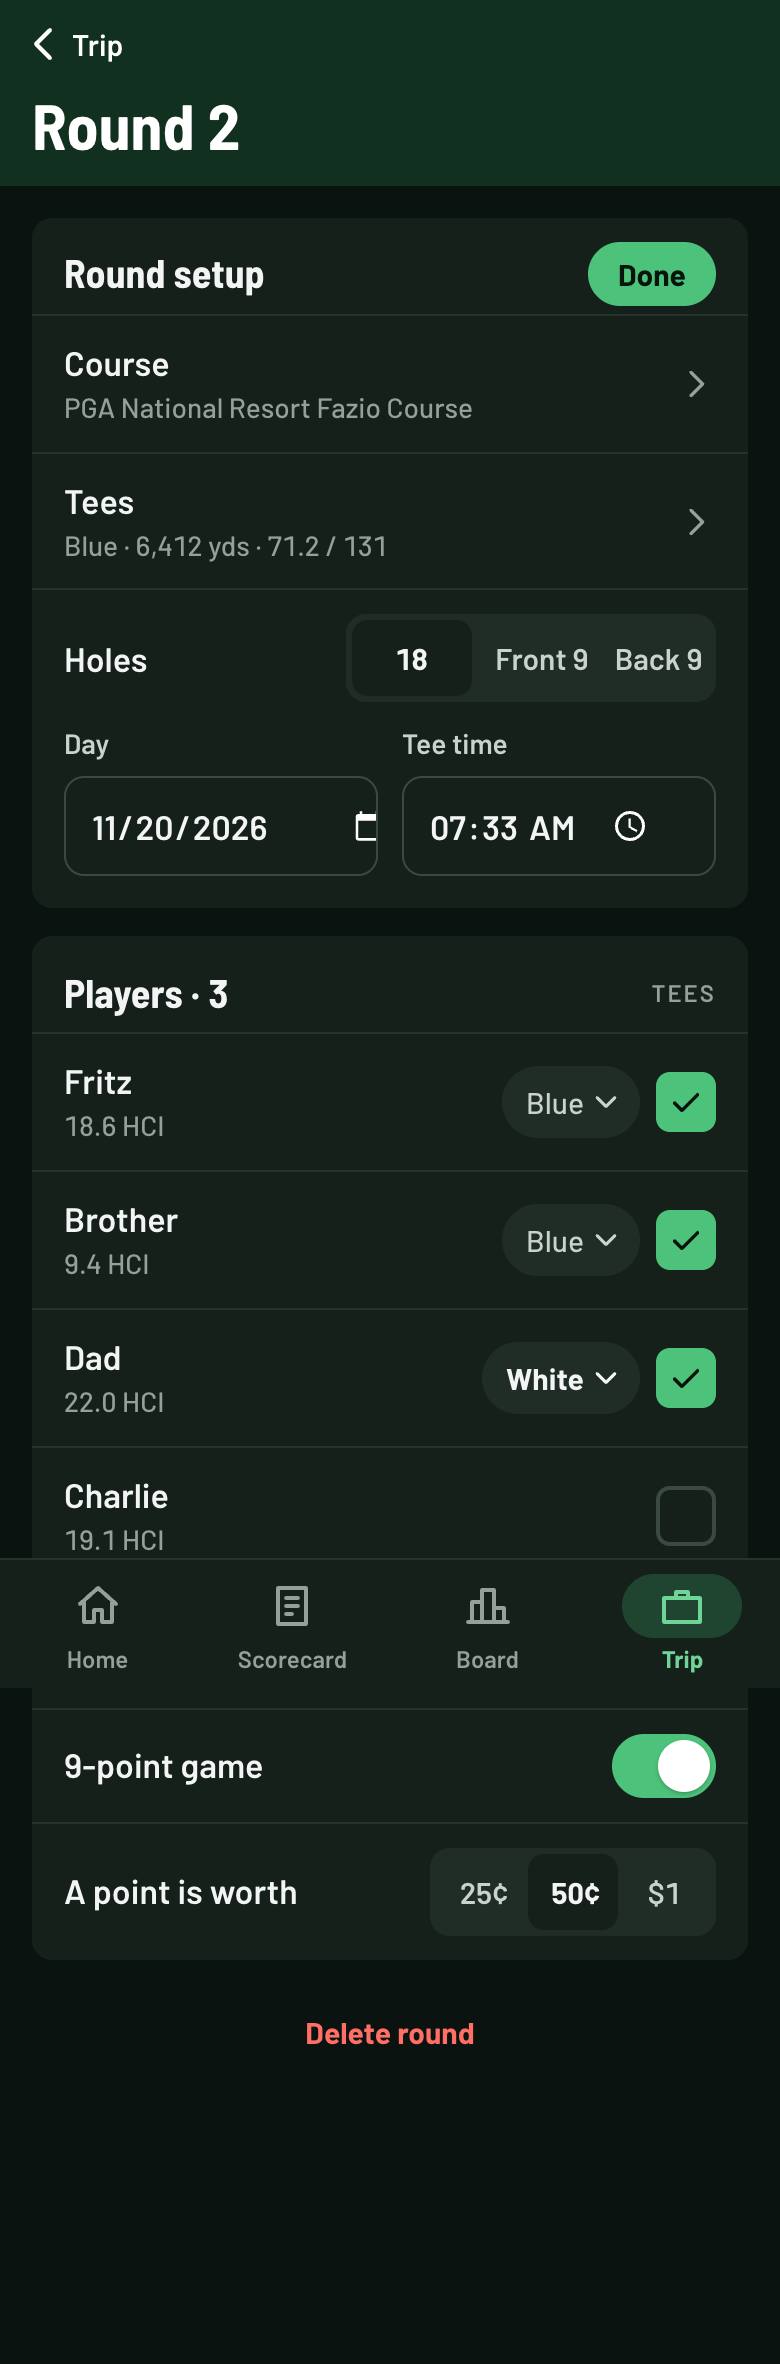 Trip
Round 2
Round setup
Done
Course
PGA National Resort Fazio Course
Tees
Blue · 6,412 yds · 71.2 / 131
Holes
18
Front 9
Back 9
Day
Tee time
11/20/2026
07:33 AM
Players · 3
TEES
Fritz
18.6 HCI
Blue
Brother
9.4 HCI
Blue
Dad
22.0 HCI
White
Charlie
19.1 HCI
Home
Scorecard
Board
Trip
9-point game
A point is worth
25¢
50¢
$1
Delete round